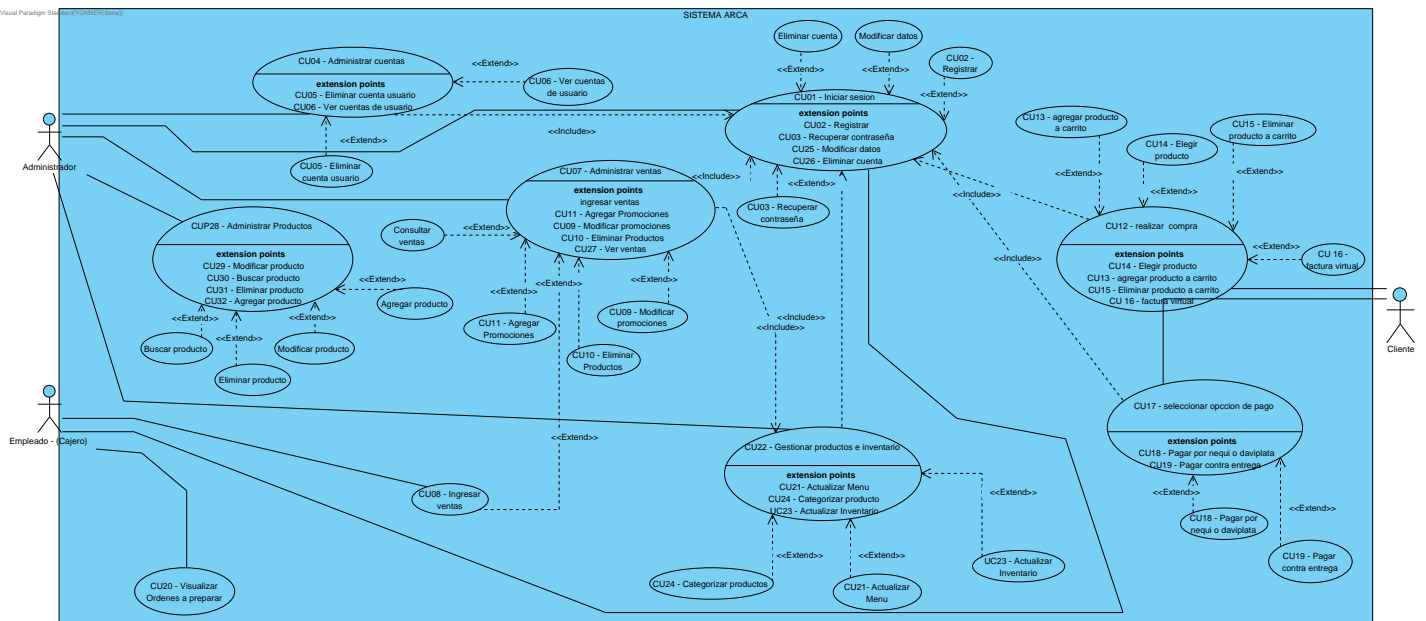 Visual Paradigm Standard(YONNER(Sena))
SISTEMA ARCA
Eliminar cuenta
Modificar datos
CU02 -
Registrar
<<Extend>>
<<Extend>>
<<Extend>>
CU04 - Administrar cuentas
extension points
CU05 - Eliminar cuenta usuario
CU06 - Ver cuentas de usuario
<<Extend>>
CU06 - Ver cuentas
de usuario
<<Extend>>
CU05 - Eliminar
cuenta usuario
<<Include>>
CU01 - Iniciar sesion
extension points
CU02 - Registrar
CU03 - Recuperar contraseña
CU25 - Modificar datos
CU26 - Eliminar cuenta
<<Include>>
<<Extend>>
CU03 - Recuperar
contraseña
CU13 - agregar producto
a carrito
CU14 - Elegir
producto
CU15 - Eliminar
producto a carrito
<<Extend>>
<<Extend>>
<<Extend>>
<<Include>>
<<Include>>
CU12 - realizar compra
extension points
CU14 - Elegir producto
CU13 - agregar producto a carrito
CU15 - Eliminar producto a carrito
CU 16 - factura virtual
<<Extend>>
CU 16 -
factura virtual
Administrador
Cliente
CU07 - Administrar ventas
extension points
ingresar ventas
CU11 - Agregar Promociones
CU09 - Modificar promociones
CU10 - Eliminar Productos
CU27 - Ver ventas
Consultar
ventas
<<Extend>>
<<Extend>>
<<Extend>>
<<Extend>>
CU11 - Agregar
Promociones
CU10 - Eliminar
Productos
CU09 - Modificar
promociones
<<Include>>
<<Include>>
CUP28 - Administrar Productos
extension points
CU29 - Modificar producto
CU30 - Buscar producto
CU31 - Eliminar producto
CU32 - Agregar producto
<<Extend>>
Agregar producto
<<Extend>>
<<Extend>>
<<Extend>>
Buscar producto
Eliminar producto
Modificar producto
Empleado - (Cajero)
<<Extend>>
CU08 - Ingresar
ventas
CU20 - Visualizar
Ordenes a preparar
CU22 - Gestionar productos e inventario
extension points
CU21- Actualizar Menu
CU24 - Categorizar producto
UC23 - Actualizar Inventario
<<Extend>>
<<Extend>>
<<Extend>>
CU24 - Categorizar productos
CU21- Actualizar
Menu
UC23 - Actualizar
Inventario
CU17 - seleccionar opccion de pago
extension points
CU18 - Pagar por nequi o daviplata
CU19 - Pagar contra entrega
<<Extend>>
<<Extend>>
CU18 - Pagar por
nequi o daviplata
CU19 - Pagar
contra entrega